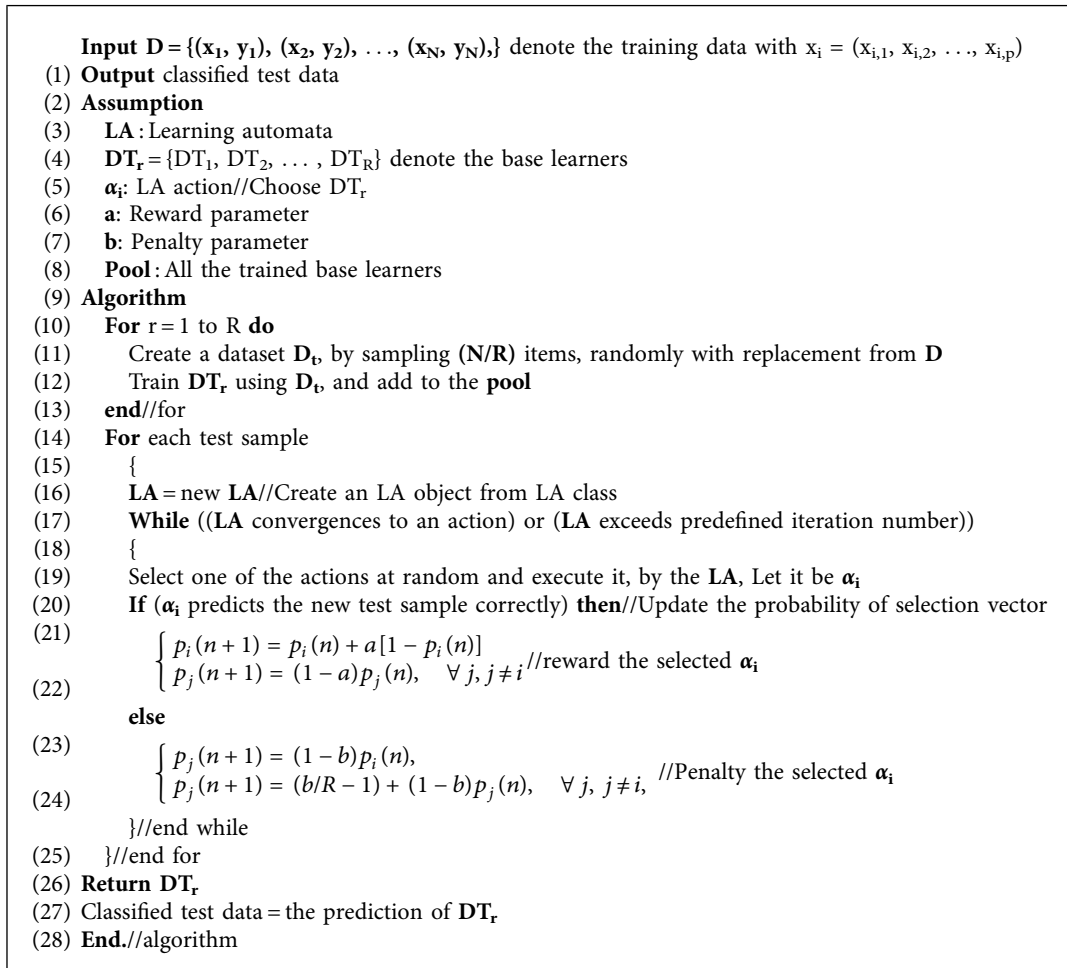 Input D = {(x1, y1), (x2, y2), . . ., (xN, yN),} denote the training data with xi = (xi,1, xi,2, . . ., xi,p)
(1) Output classified test data
(2) Assumption
(3) LA : Learning automata
(4) DTr = {DT1, DT2, . . . , DTR} denote the base learners
(5) αi: LA action//Choose DTr
(6) a: Reward parameter
(7) b: Penalty parameter
(8) Pool : All the trained base learners
(9) Algorithm
(10) For r = 1 to R do
(11) Create a dataset Dt, by sampling (N/R) items, randomly with replacement from D
(12) Train DTr using Dt, and add to the pool
(13) end//for
(14) For each test sample
(15) {
(16) LA = new LA//Create an LA object from LA class
(17) While ((LA convergences to an action) or (LA exceeds predefined iteration number))
(18) {
(19) Select one of the actions at random and execute it, by the LA, Let it be αi
(20) If (αi predicts the new test sample correctly) then//Update the probability of selection vector
(21) { pi(n + 1) = pi(n) + a[1 − pi(n)]
pj(n + 1) = (1 − a)pj(n), ∀ j, j ≠ i //reward the selected αi
(22)
else
(23) { pj(n + 1) = (1 − b)pi(n),
pj(n + 1) = (b/R − 1) + (1 − b)pj(n), ∀ j, j ≠ i, //Penalty the selected αi
(24)
}//end while
(25) }//end for
(26) Return DTr
(27) Classified test data = the prediction of DTr
(28) End.//algorithm